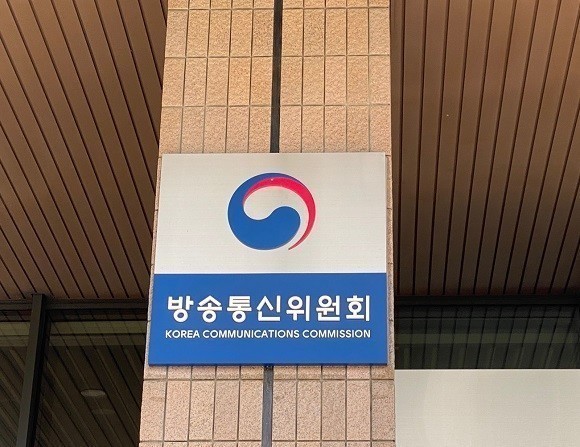 방송통신위원회
KOREA COMMUNICATIONS COMMISSION